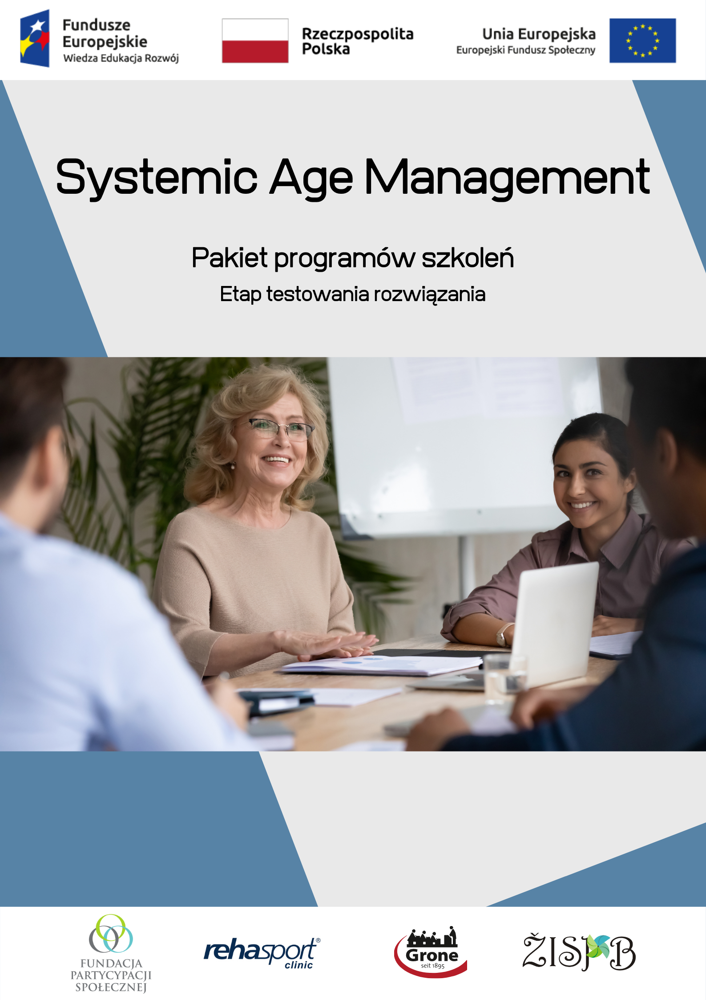 Fundusze
Europejskie
Wiedza Edukacja Rozwój
Rzeczpospolita
Polska
Unia Europejska
Europejski Fundusz Społeczny
Systemic Age Management
Pakiet programów szkoleń
Etap testowania rozwiązania
FUNDACJA
PARTYCYPACJI
SPOŁECZNEJ
rehasport®
clinic
Grone
seit 1895
ŽISPB